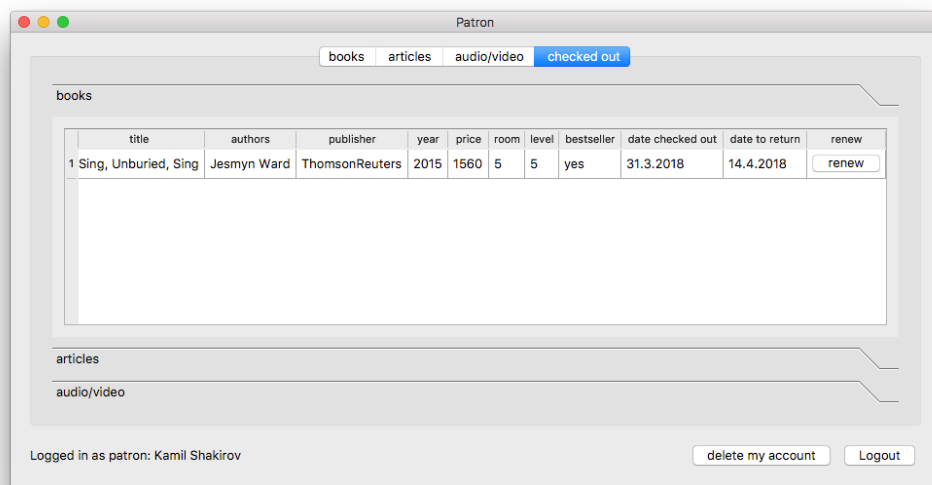 Patron
books articles audio/video checked out
books
title authors publisher year price room level bestseller date checked out date to return renew
1 Sing, Unburied, Sing Jesmyn Ward ThomsonReuters 2015 1560 5 5 yes 31.3.2018 14.4.2018 renew
articles
audio/video
Logged in as patron: Kamil Shakirov delete my account Logout